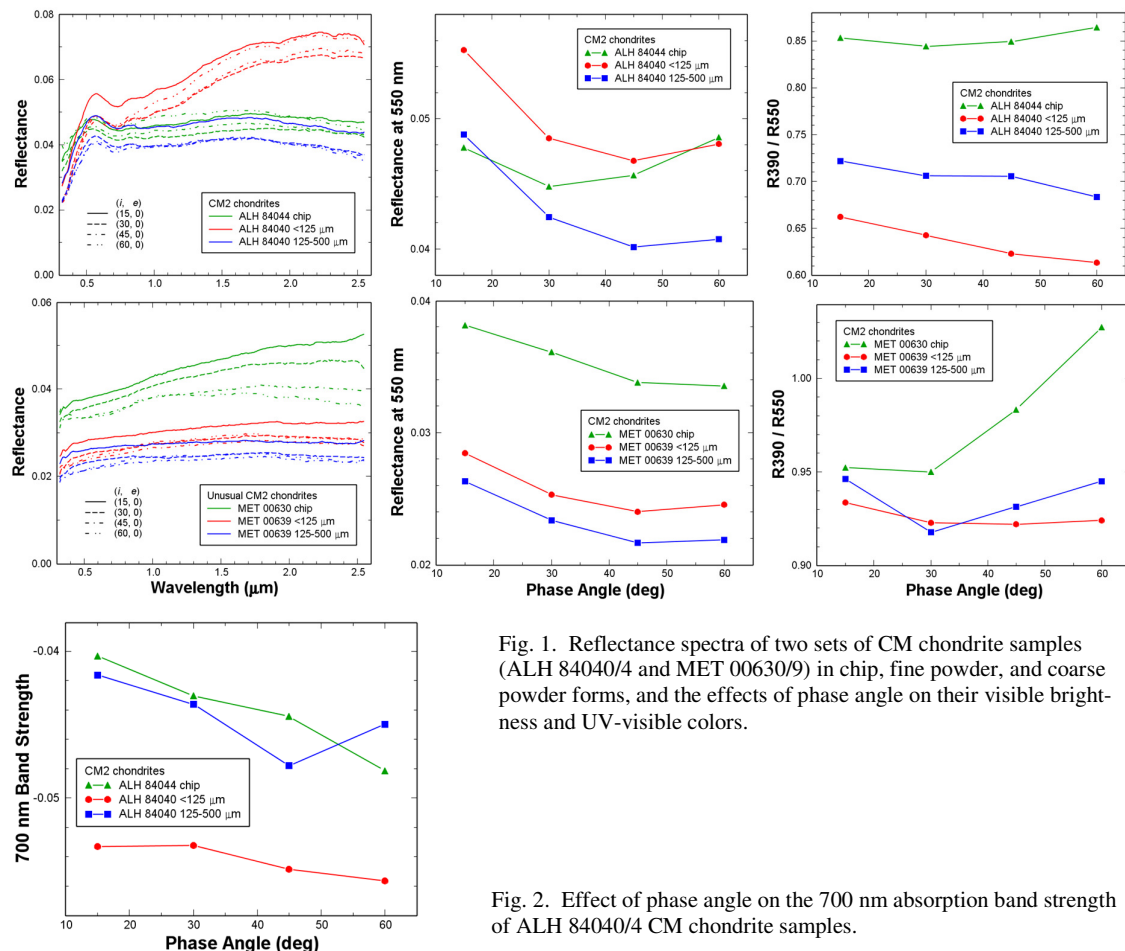 Reflectance
0.08
0.06
0.04
0.02
0.00
0.5 1.0 1.5 2.0 2.5
(i, e)
(15, 0)
(30, 0)
(45, 0)
(60, 0)
CM2 chondrites
ALH 84044 chip
ALH 84040 <125 μm
ALH 84040 125-500 μm
Reflectance at 550 nm
0.05
0.04
10 20 30 40 50 60
CM2 chondrites
ALH 84044 chip
ALH 84040 <125 μm
ALH 84040 125-500 μm
R390 / R550
0.85
0.80
0.75
0.70
0.65
0.60
10 20 30 40 50 60
CM2 chondrites
ALH 84044 chip
ALH 84040 <125 μm
ALH 84040 125-500 μm
Reflectance
0.06
0.04
0.02
0.00
0.5 1.0 1.5 2.0 2.5
Wavelength (μm)
(i, e)
(15, 0)
(30, 0)
(45, 0)
(60, 0)
Unusual CM2 chondrites
MET 00630 chip
MET 00639 <125 μm
MET 00639 125-500 μm
Reflectance at 550 nm
0.04
0.03
0.02
10 20 30 40 50 60
Phase Angle (deg)
CM2 chondrites
MET 00630 chip
MET 00639 <125 μm
MET 00639 125-500 μm
R390 / R550
1.00
0.95
0.90
10 20 30 40 50 60
Phase Angle (deg)
CM2 chondrites
MET 00630 chip
MET 00639 <125 μm
MET 00639 125-500 μm
700 nm Band Strength
-0.04
-0.05
10 20 30 40 50 60
Phase Angle (deg)
CM2 chondrites
ALH 84044 chip
ALH 84040 <125 μm
ALH 84040 125-500 μm
Fig. 1. Reflectance spectra of two sets of CM chondrite samples
(ALH 84040/4 and MET 00630/9) in chip, fine powder, and coarse
powder forms, and the effects of phase angle on their visible bright-
ness and UV-visible colors.
Fig. 2. Effect of phase angle on the 700 nm absorption band strength
of ALH 84040/4 CM chondrite samples.